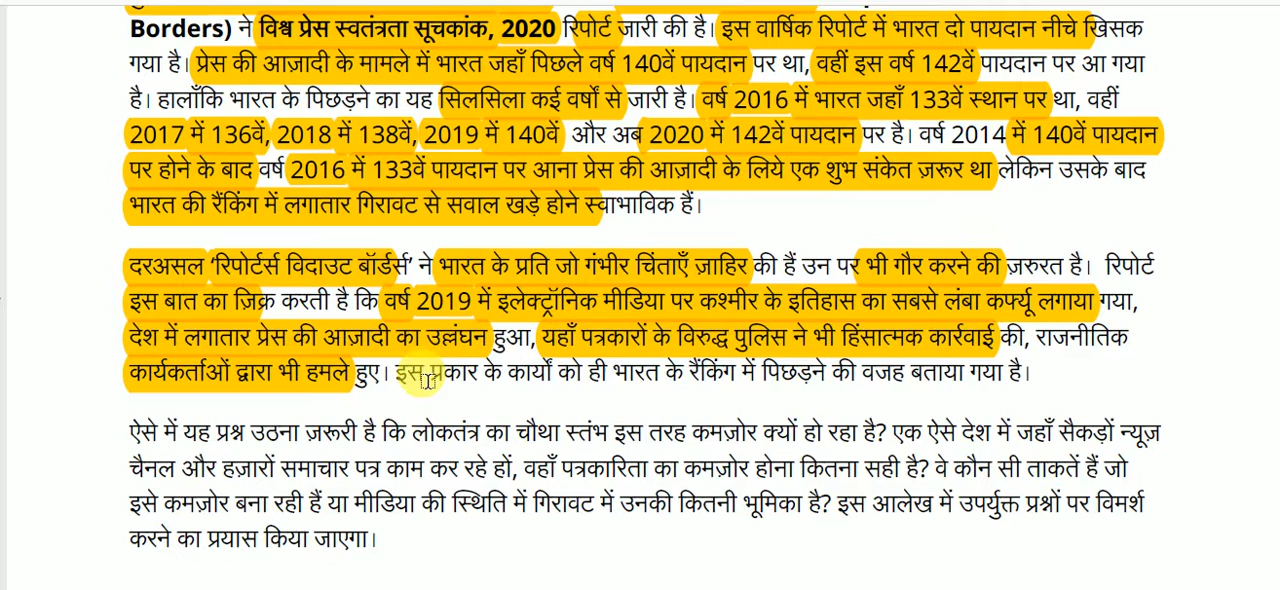 Borders) ने विश्व प्रेस स्वतंत्रता सूचकांक, 2020 रिपोर्ट जारी की है। इस वार्षिक रिपोर्ट में भारत दो पायदान नीचे खिसक
गया है। प्रेस की आज़ादी के मामले में भारत जहाँ पिछले वर्ष 140वें पायदान पर था, वहीं इस वर्ष 142वें पायदान पर आ गया
है। हालाँकि भारत के पिछड़ने का यह सिलसिला कई वर्षों से जारी है। वर्ष 2016 में भारत जहाँ 133वें स्थान पर था, वहीं
2017 में 136वें, 2018 में 138वें, 2019 में 140वें और अब 2020 में 142वें पायदान पर है। वर्ष 2014 में 140वें पायदान
पर होने के बाद वर्ष 2016 में 133वें पायदान पर आना प्रेस की आज़ादी के लिये एक शुभ संकेत ज़रूर था लेकिन उसके बाद
भारत की रैंकिंग में लगातार गिरावट से सवाल खड़े होने स्वाभाविक हैं।
दरअसल ‘रिपोर्टर्स विदाउट बॉर्डर्स’ ने भारत के प्रति जो गंभीर चिंताएँ ज़ाहिर की हैं उन पर भी गौर करने की ज़रुरत है। रिपोर्ट
इस बात का ज़िक्र करती है कि वर्ष 2019 में इलेक्ट्रॉनिक मीडिया पर कश्मीर के इतिहास का सबसे लंबा कर्फ्यू लगाया गया,
देश में लगातार प्रेस की आज़ादी का उल्लंघन हुआ, यहाँ पत्रकारों के विरुद्ध पुलिस ने भी हिंसात्मक कार्रवाई की, राजनीतिक
कार्यकर्ताओं द्वारा भी हमले हुए। इस प्रकार के कार्यों को ही भारत के रैंकिंग में पिछड़ने की वजह बताया गया है।
ऐसे में यह प्रश्न उठना ज़रूरी है कि लोकतंत्र का चौथा स्तंभ इस तरह कमज़ोर क्यों हो रहा है? एक ऐसे देश में जहाँ सैकड़ों न्यूज़
चैनल और हज़ारों समाचार पत्र काम कर रहे हों, वहाँ पत्रकारिता का कमज़ोर होना कितना सही है? वे कौन सी ताकतें हैं जो
इसे कमज़ोर बना रही हैं या मीडिया की स्थिति में गिरावट में उनकी कितनी भूमिका है? इस आलेख में उपर्युक्त प्रश्नों पर विमर्श
करने का प्रयास किया जाएगा।